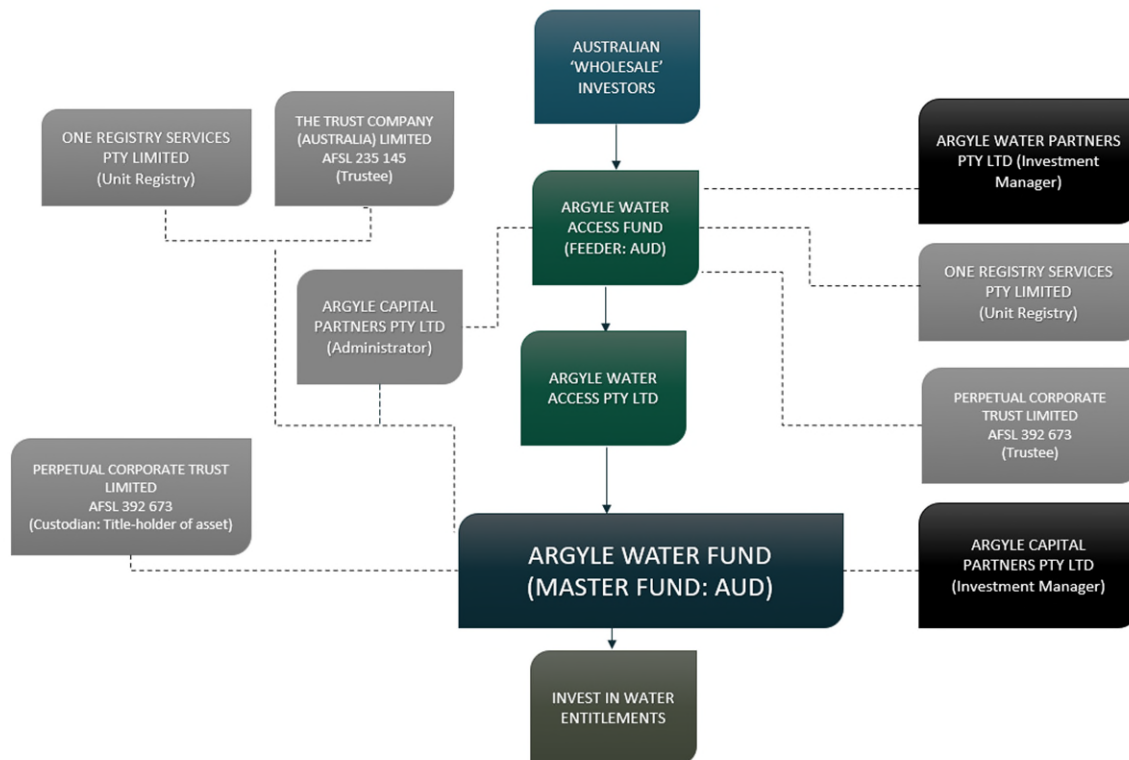 AUSTRALIAN
‘WHOLESALE’
INVESTORS
ONE REGISTRY SERVICES
PTY LIMITED
(Unit Registry)
THE TRUST COMPANY
(AUSTRALIA) LIMITED
AFSL 235 145
(Trustee)
ARGYLE WATER PARTNERS
PTY LTD (Investment
Manager)
ARGYLE WATER
ACCESS FUND
(FEEDER: AUD)
ONE REGISTRY SERVICES
PTY LIMITED
(Unit Registry)
ARGYLE CAPITAL
PARTNERS PTY LTD
(Administrator)
ARGYLE WATER
ACCESS PTY LTD
PERPETUAL CORPORATE
TRUST LIMITED
AFSL 392 673
(Trustee)
PERPETUAL CORPORATE TRUST
LIMITED
AFSL 392 673
(Custodian: Title-holder of asset)
ARGYLE WATER FUND
(MASTER FUND: AUD)
ARGYLE CAPITAL
PARTNERS PTY LTD
(Investment Manager)
INVEST IN WATER
ENTITLEMENTS